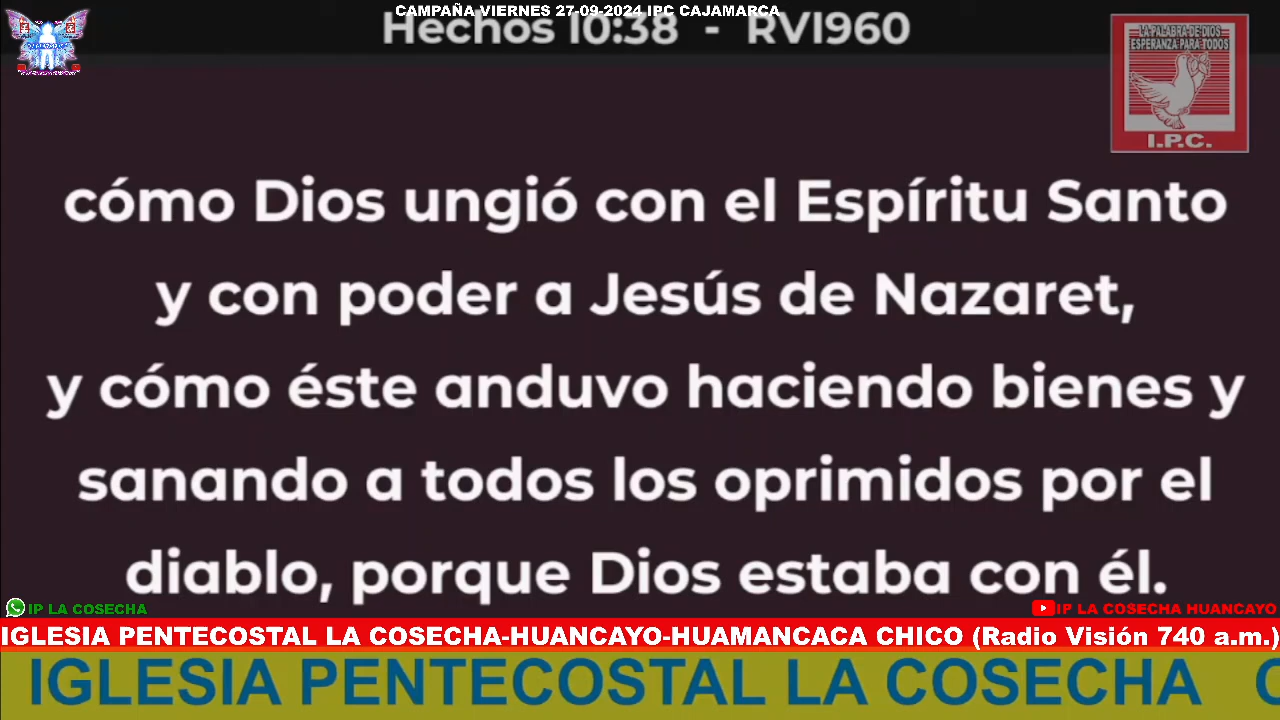 CAMPAÑA VIERNES 27-09-2024 IPC CAJAMARCA
Hechos 10:38 - RV1960
LA PALABRA DE DIOS
ESPERANZA PARA TODOS
I.P.C.
cómo Dios ungió con el Espíritu Santo
y con poder a Jesús de Nazaret,
y cómo éste anduvo haciendo bienes y
sanando a todos los oprimidos por el
diablo, porque Dios estaba con él.
IP LA COSECHA
IP LA COSECHA HUANCAYO
IGLESIA PENTECOSTAL LA COSECHA-HUANCAYO-HUAMANCACA CHICO (Radio Visión 740 a.m.)
IGLESIA PENTECOSTAL LA COSECHA